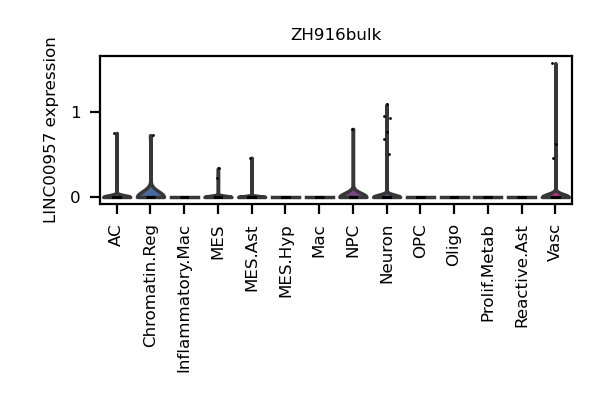 ZH916bulk
LINC00957 expression
1
0
AC
Chromatin.Reg
Inflammatory.Mac
MES
MES.Ast
MES.Hyp
Mac
NPC
Neuron
OPC
Oligo
Prolif.Metab
Reactive.Ast
Vasc